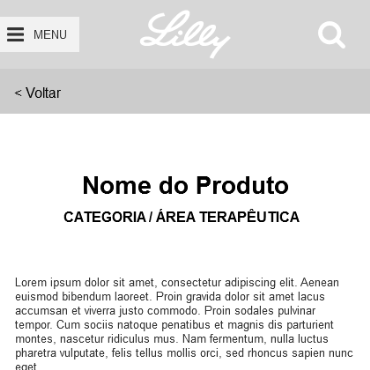 MENU
Lilly
< Voltar
Nome do Produto
CATEGORIA / ÁREA TERAPÊUTICA
Lorem ipsum dolor sit amet, consectetur adipiscing elit. Aenean
euismod bibendum laoreet. Proin gravida dolor sit amet lacus
accumsan et viverra justo commodo. Proin sodales pulvinar
tempor. Cum sociis natoque penatibus et magnis dis parturient
montes, nascetur ridiculus mus. Nam fermentum, nulla luctus
pharetra vulputate, felis tellus mollis orci, sed rhoncus sapien nunc
eget